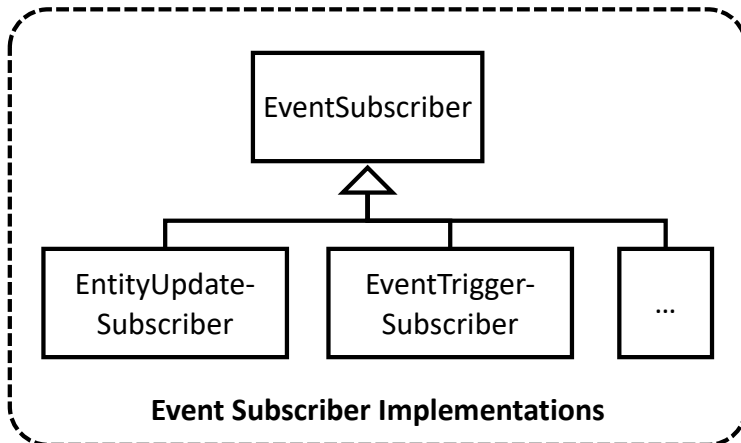 EventSubscriber
EntityUpdate-
Subscriber
EventTrigger-
Subscriber
...
Event Subscriber Implementations